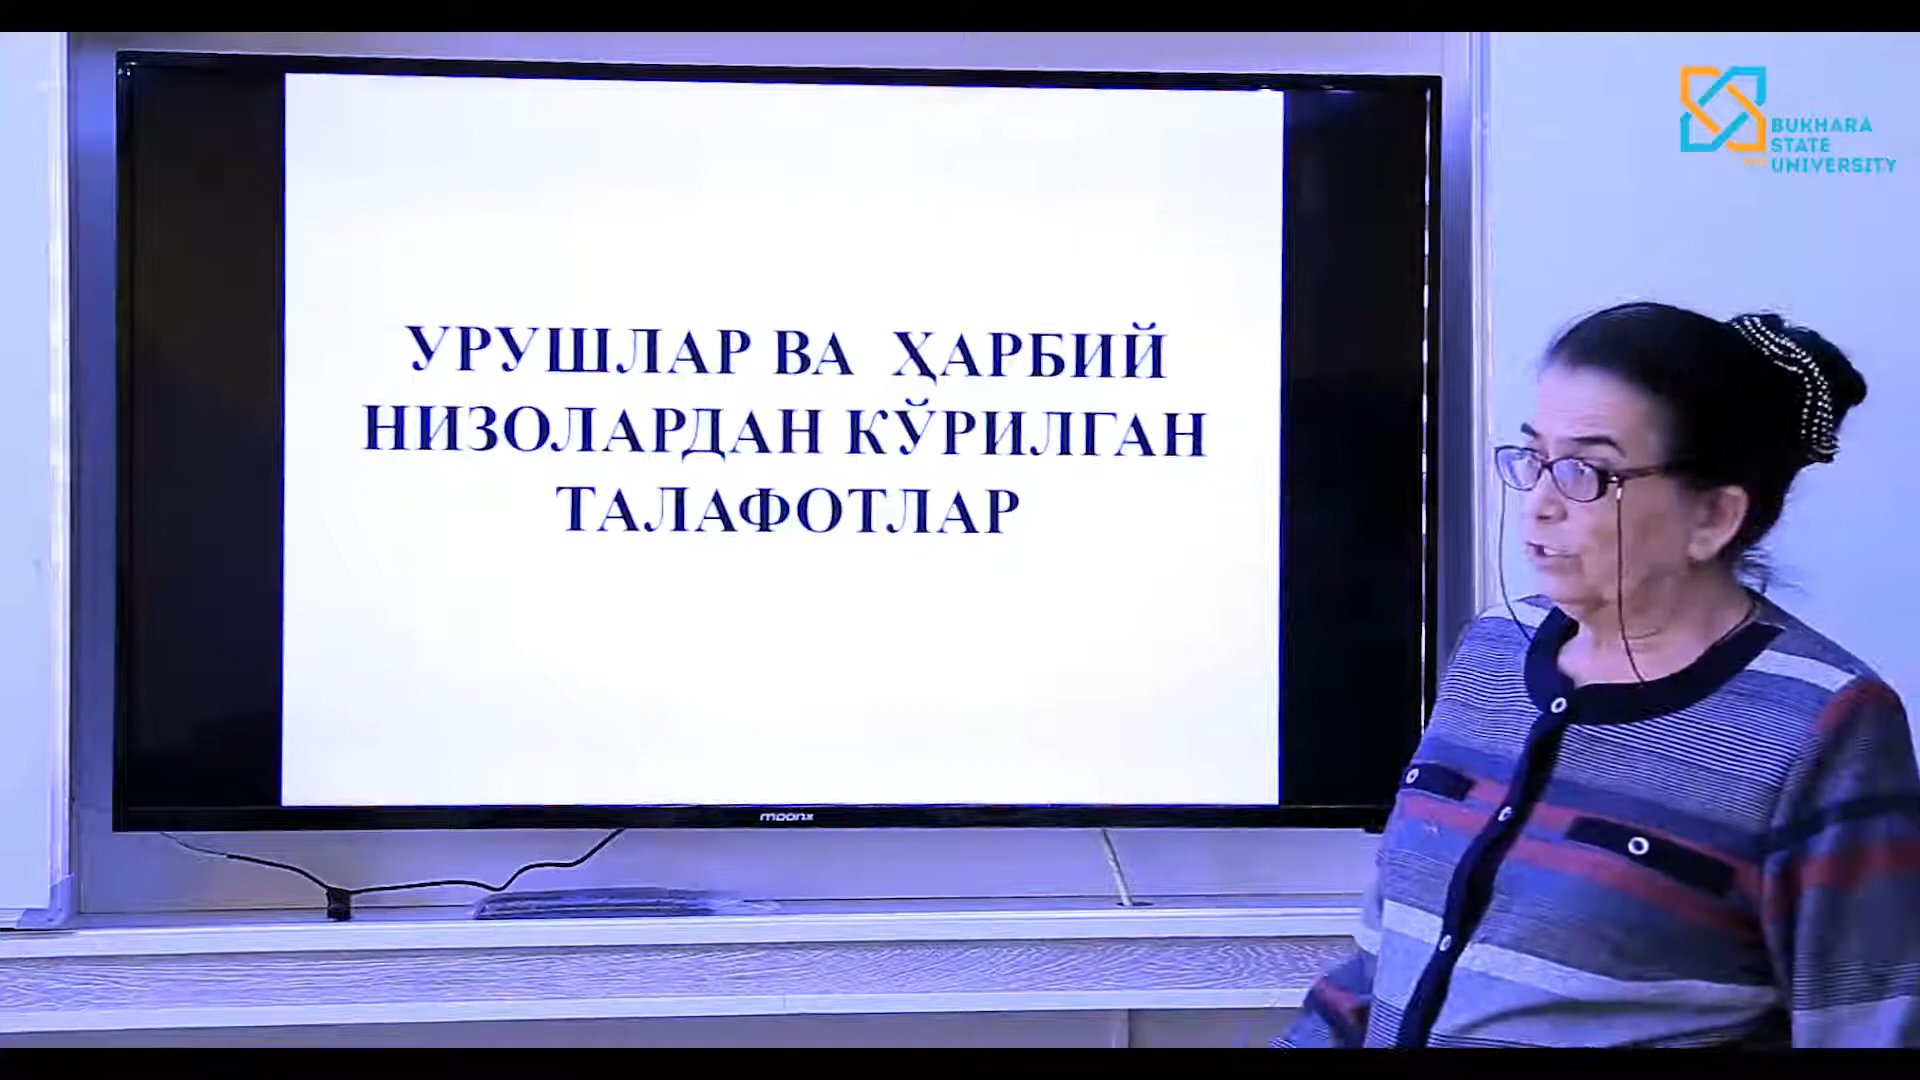 УРУШЛАР ВА ҲАРБИЙ
НИЗОЛАРДАН КЎРИЛГАН
ТАЛАФОТЛАР
moonx
BUKHARA
STATE
UNIVERSITY